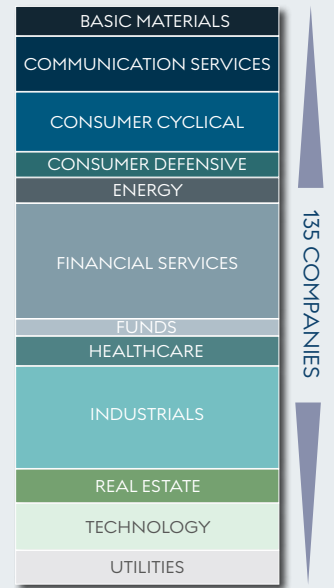 BASIC MATERIALS
COMMUNICATION SERVICES
CONSUMER CYCLICAL
CONSUMER DEFENSIVE
ENERGY
FINANCIAL SERVICES
FUNDS
HEALTHCARE
INDUSTRIALS
REAL ESTATE
TECHNOLOGY
UTILITIES
135 COMPANIES